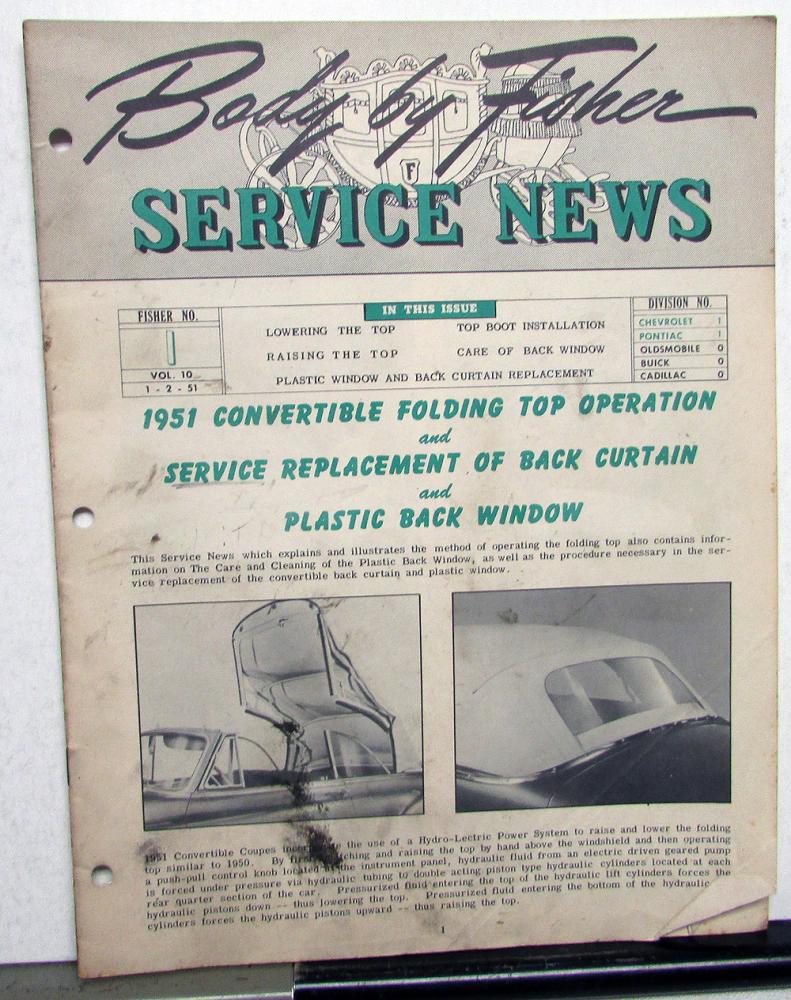 Body by Fisher
F
SERVICE NEWS
FISHER NO.
1
VOL. 10
1 - 2 - 51
IN THIS ISSUE
LOWERING THE TOP TOP BOOT INSTALLATION
RAISING THE TOP CARE OF BACK WINDOW
PLASTIC WINDOW AND BACK CURTAIN REPLACEMENT
DIVISION NO.
CHEVROLET 1
PONTIAC 1
OLDSMOBILE 0
BUICK 0
CADILLAC 0
1951 CONVERTIBLE FOLDING TOP OPERATION
and
SERVICE REPLACEMENT OF BACK CURTAIN
and
PLASTIC BACK WINDOW
This Service News which explains and illustrates the method of operating the folding top also contains infor-
mation on The Care and Cleaning of the Plastic Back Window, as well as the procedure necessary in the ser-
vice replacement of the convertible back curtain and plastic window.
1951 Convertible Coupes the use of a Hydro-Lectric Power System to raise and lower the folding
top similar to 1950. By and raising the top by hand above the windshield and then operating
a push-pull control knob located the instrument panel, hydraulic fluid from an electric driven geared pump
is forced under pressure via hydraulic tubing to double acting piston type hydraulic cylinders located at each
rear quarter section of the car. Pressurized fluid entering the top of the hydraulic lift cylinders forces the
hydraulic pistons down -- thus lowering the top. Pressurized fluid entering the bottom of the hydraulic
cylinders forces the hydraulic pistons upward -- thus raising the top.
1